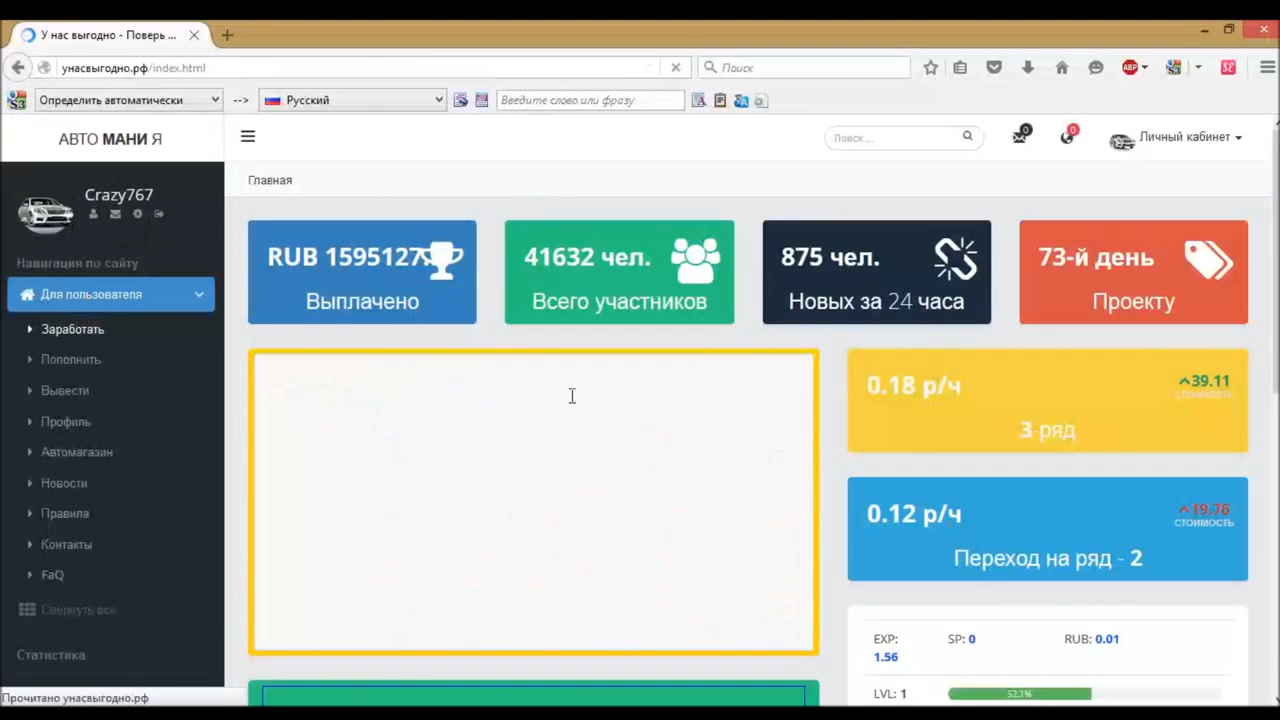 У нас выгодно - Поверь ...
унасвыгодно.рф/index.html
Поиск
ABP
Определить автоматически
-->
Русский
Введите слово или фразу
АВТО МАНИ Я
Поиск ...
0
0
Личный кабинет
Crazy767
Главная
Навигация по сайту
Для пользователя
Заработать
Пополнить
Вывести
Профиль
Автомагазин
Новости
Правила
Контакты
FaQ
Свернуть все
Статистика
RUB 1595127.
Выплачено
41632 чел.
Всего участников
875 чел.
Новых за 24 часа
73-й день
Проекту
0.18 р/ч
39.11
СТОИМОСТЬ
3 ряд
0.12 р/ч
19.76
СТОИМОСТЬ
Переход на ряд - 2
EXP: 
1.56
SP: 0
RUB: 0.01
LVL: 1
52.1%
Прочитано унасвыгодно.рф